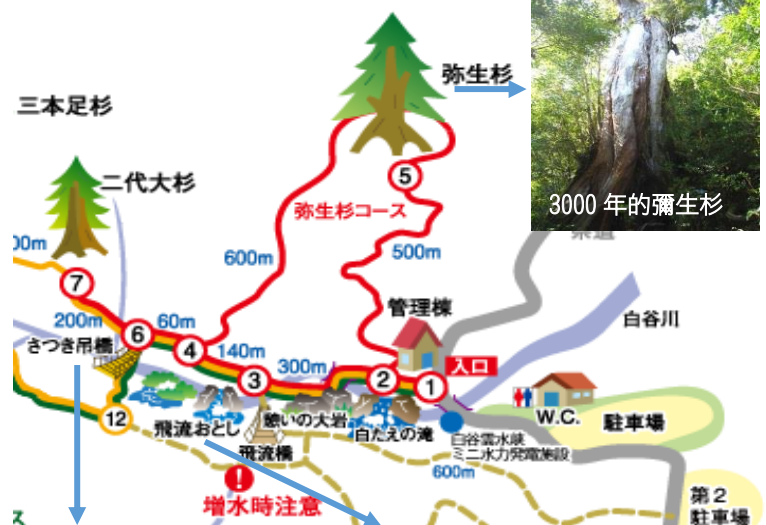 弥生杉
三本足杉
二代大杉
3000 年的彌生杉
5
弥生杉コース
00m
600m
500m
県道
7
管理棟
白谷川
200m
6
60m
4
140m
さつき吊橋
300m
入口
3
2
1
12
飛流おとし
憩いの大岩
白たえの滝
W.C.
駐車場
飛流橋
白谷雲水峡
ミニ水力発電施設
600m
!
増水時注意
第2
駐車場
ス